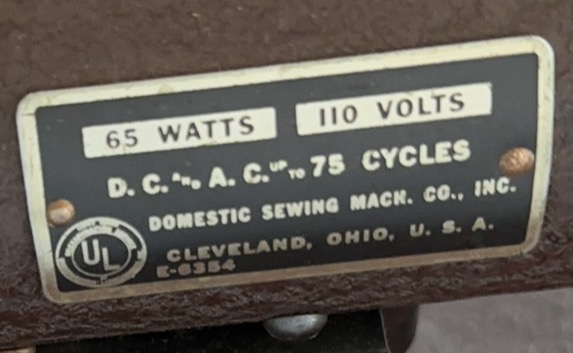 65 WATTS 110 VOLTS
D. C. AND A. C. UP TO 75 CYCLES
DOMESTIC SEWING MACH. CO., INC.
CLEVELAND, OHIO, U. S. A.
UL
E-6354